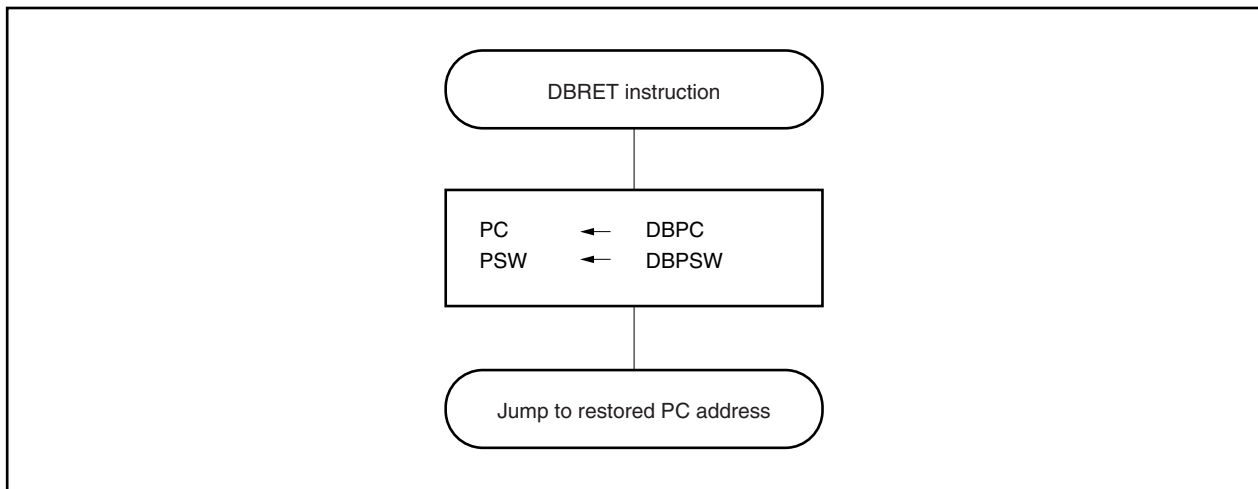 DBRET instruction
PC ← DBPC
PSW ← DBPSW
Jump to restored PC address